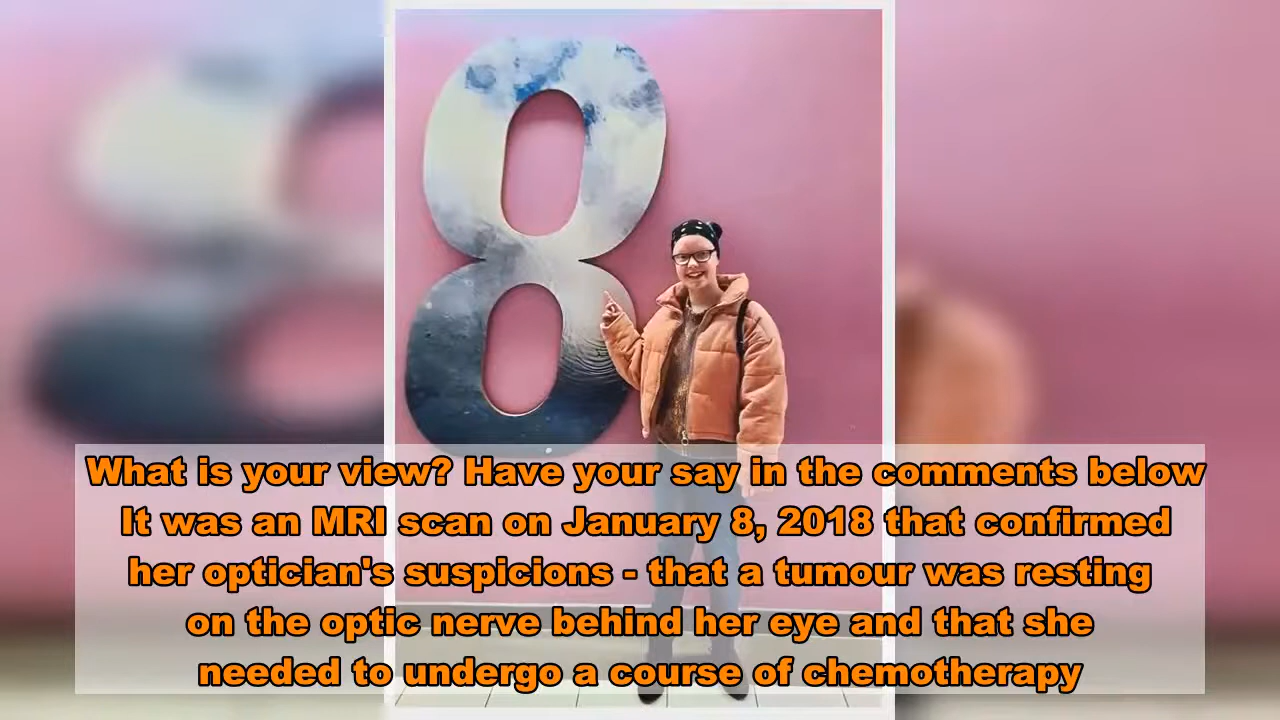 What is your view? Have your say in the comments below
It was an MRI scan on January 8, 2018 that confirmed
her optician's suspicions - that a tumour was resting
on the optic nerve behind her eye and that she
needed to undergo a course of chemotherapy